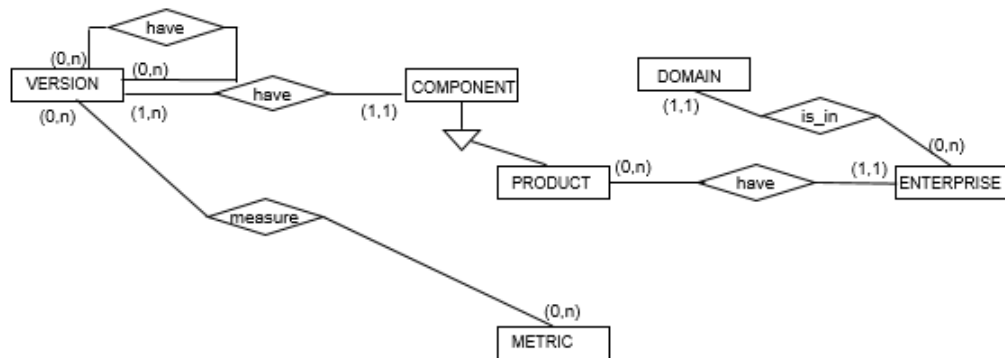 have
(0,n)
(0,n)
VERSION
(0,n)
(1,n)
have
(1,1)
COMPONENT
DOMAIN
(1,1)
is_in
(0,n)
PRODUCT
(0,n)
have
(1,1)
ENTERPRISE
measure
(0,n)
METRIC